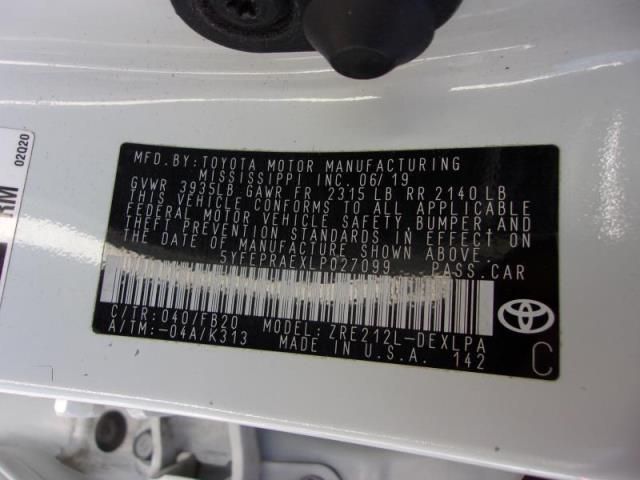 MFD. BY: TOYOTA MOTOR MANUFACTURING
MISSISSIPPI INC. 06/19
GVWR 3935LB GAWR FR 2315 LB RR 2140 LB
THIS VEHICLE CONFORMS TO ALL APPLICABLE
FEDERAL MOTOR VEHICLE SAFETY, BUMPER AND
THEFT PREVENTION STANDARDS IN EFFECT ON
THE DATE OF MANUFACTURE SHOWN ABOVE.
5YFEPRAEXLP027099 PASS.CAR
C/TR: 040/FB20 MODEL: ZRE212L-DEXLPA
A/TM: -04A/K313 MADE IN U.S.A. 142
C
02Q20
RM